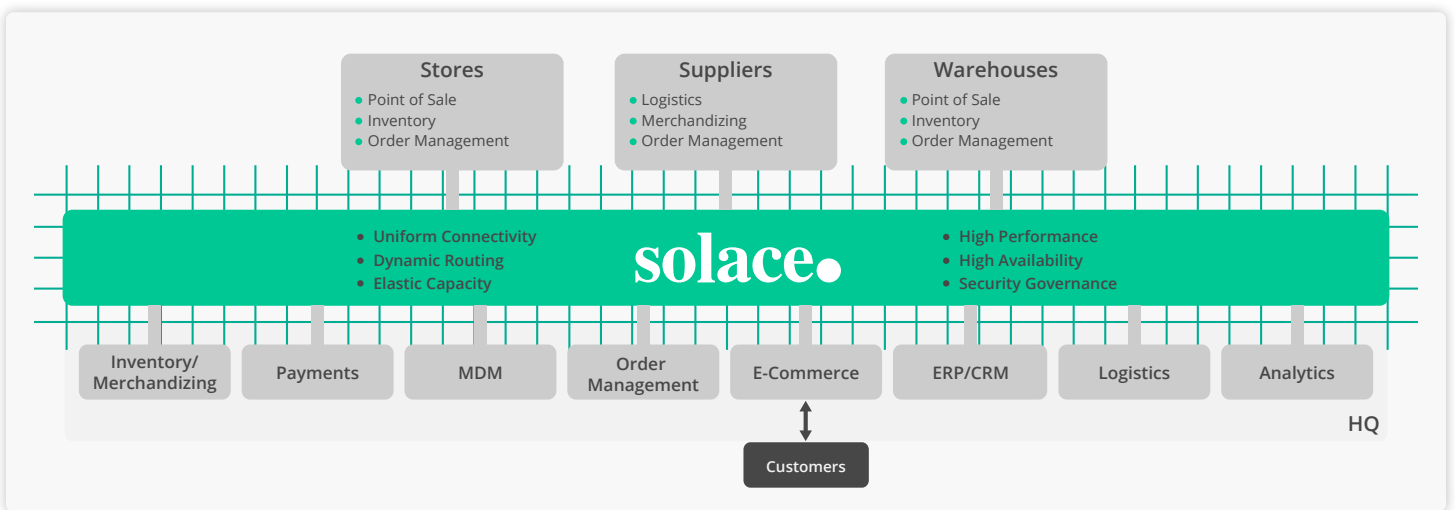 Stores
Point of Sale
Inventory
Order Management
Suppliers
Logistics
Merchandizing
Order Management
Warehouses
Point of Sale
Inventory
Order Management
Uniform Connectivity
Dynamic Routing
Elastic Capacity
solace.
High Performance
High Availability
Security Governance
Inventory/
Merchandizing
Payments
MDM
Order
Management
E-Commerce
ERP/CRM
Logistics
Analytics
HQ
Customers